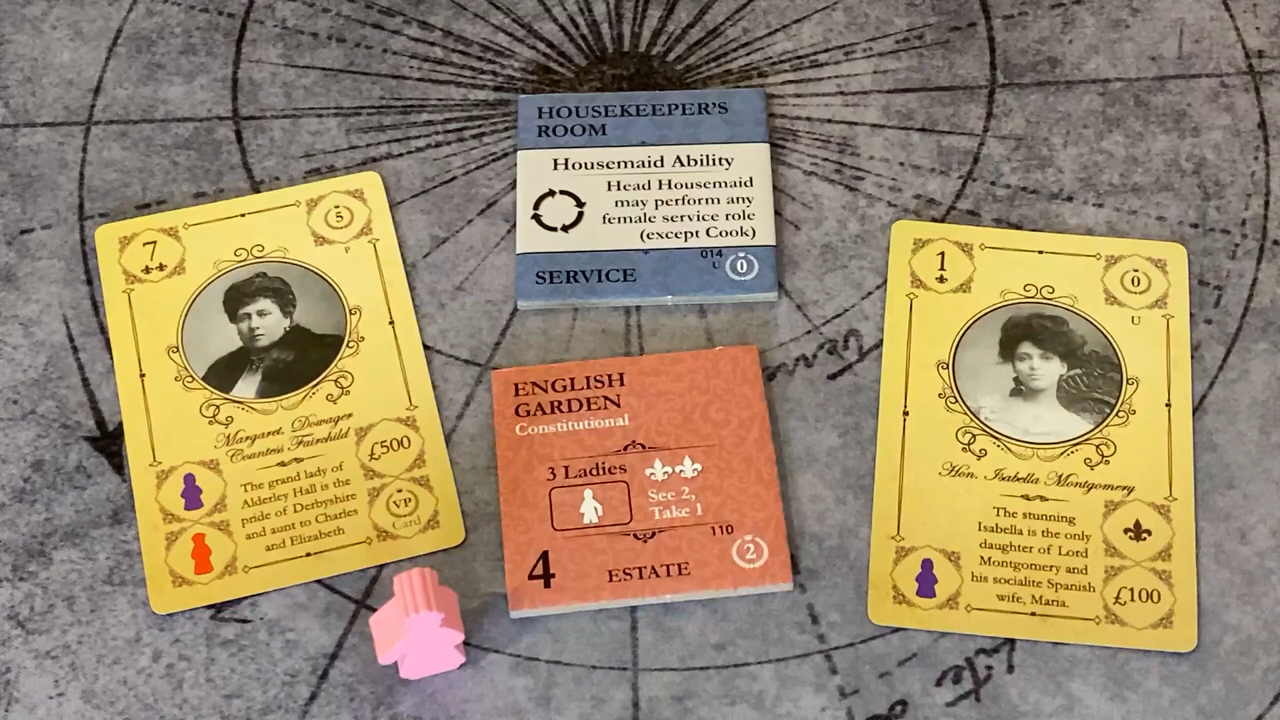 HOUSEKEEPER'S
ROOM
Housemaid Ability
Head Housemaid
may perform any
female service role
(except Cook)
014
U
0
SERVICE
7
5
P
Margaret, Dowager
Countess Fairchild
£500
The grand lady of
Alderley Hall is the
pride of Derbyshire
and aunt to Charles
and Elizabeth
VP
Card
ENGLISH
GARDEN
Constitutional
3 Ladies
See 2,
Take 1
110
2
4
ESTATE
1
0
U
Hon. Isabella Montgomery
The stunning
Isabella is the only
daughter of Lord
Montgomery and
his socialite Spanish
wife, Maria.
£100